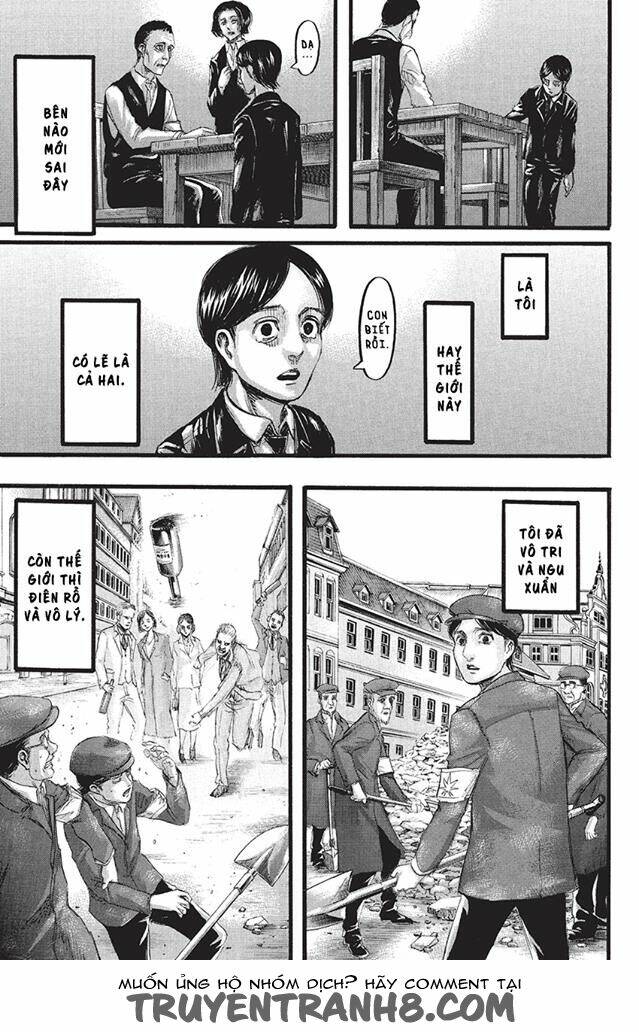 DẠ
...
BÊN
NÀO
MỚI
SAI
ĐÂY
LÀ
TÔI
HAY
THẾ
GIỚI
NÀY
CON
BIẾT
RỒI.
CÓ LẼ LÀ
CẢ HAI.
TÔI ĐÃ
VÔ TRI
VÀ NGU
XUẨN
CÒN THẾ
GIỚI THÌ
ĐIÊN RỒ
VÀ VÔ LÝ.
MUỐN ỦNG HỘ NHÓM DỊCH? HÃY COMMENT TẠI
TRUYENTRANH8.COM